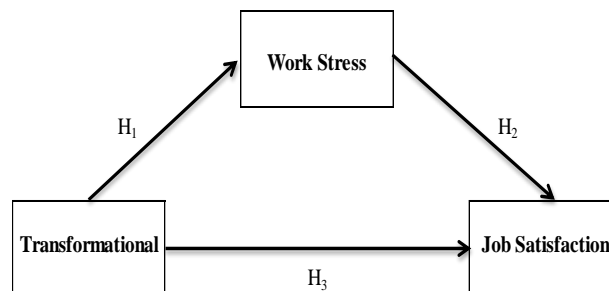 Work Stress
H₁
H₂
Transformational
Job Satisfaction
H₃